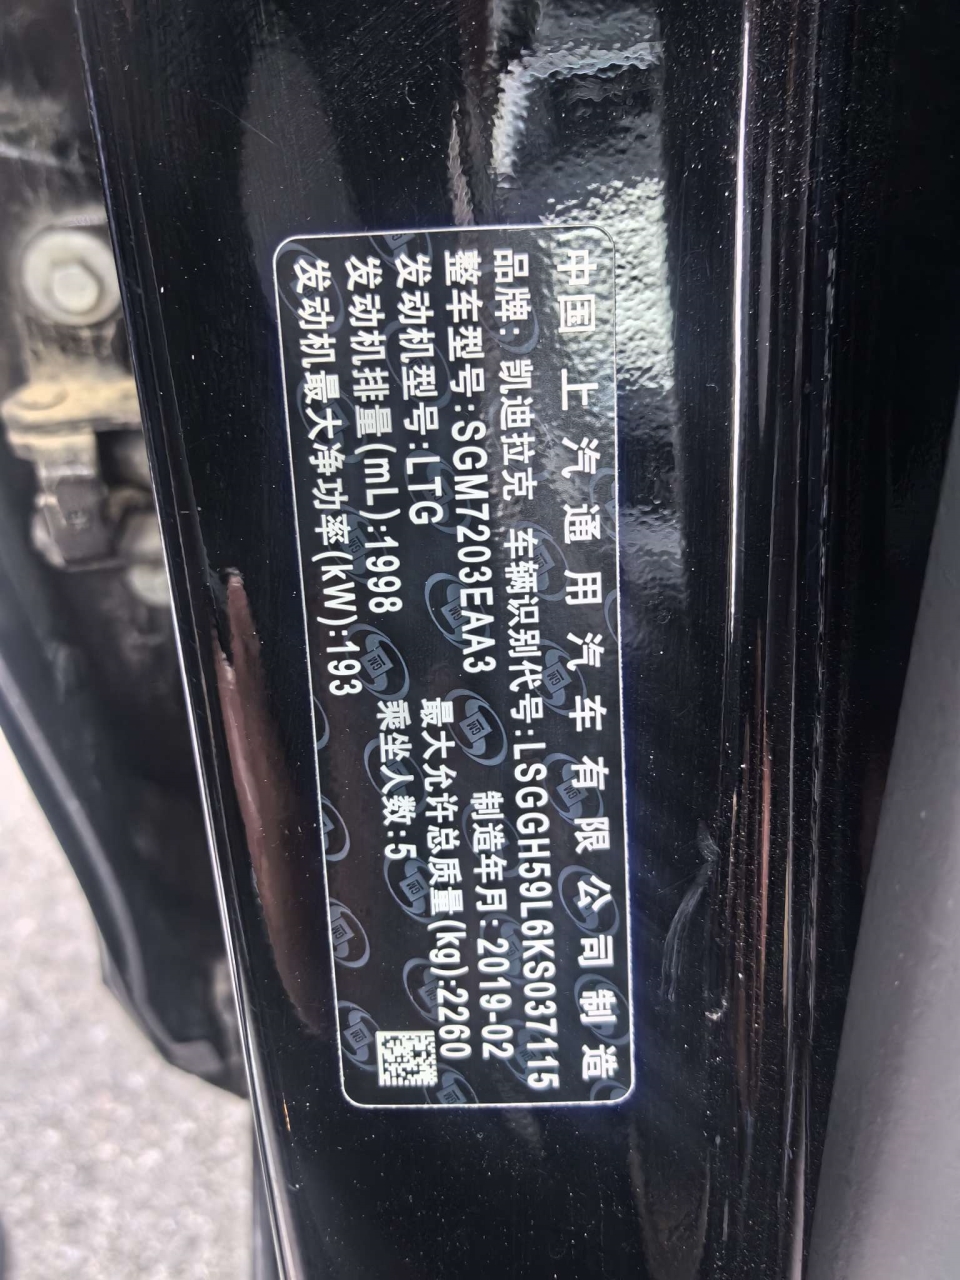 中国上汽通用汽车有限公司制造
品牌: 凯迪拉克 车辆识别代号:LSGGH59L6KS037115
整车型号:SGM7203EAA3 制造年月:2019-02
发动机型号:LTG 最大允许总质量(kg):2260
发动机排量(mL):1998 乘坐人数:5
发动机最大净功率(kW):193